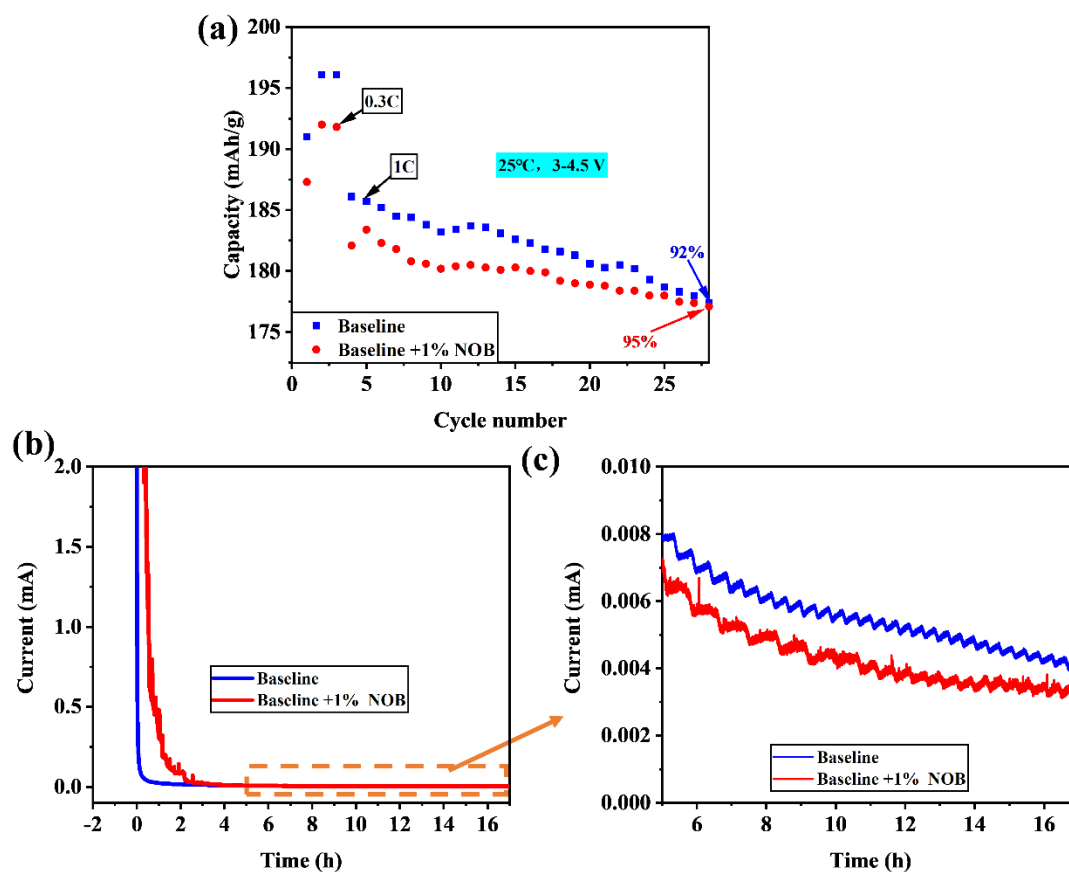 (a)
200
195
190
185
180
175
Capacity (mAh/g)
0.3C
1C
25℃, 3-4.5 V
92%
95%
Baseline
Baseline +1% NOB
0 5 10 15 20 25
Cycle number
(b)
2.0
1.5
1.0
0.5
0.0
Current (mA)
Baseline
Baseline +1% NOB
-2 0 2 4 6 8 10 12 14 16
Time (h)
(c)
0.010
0.008
0.006
0.004
0.002
0.000
Current (mA)
Baseline
Baseline +1% NOB
6 8 10 12 14 16
Time (h)